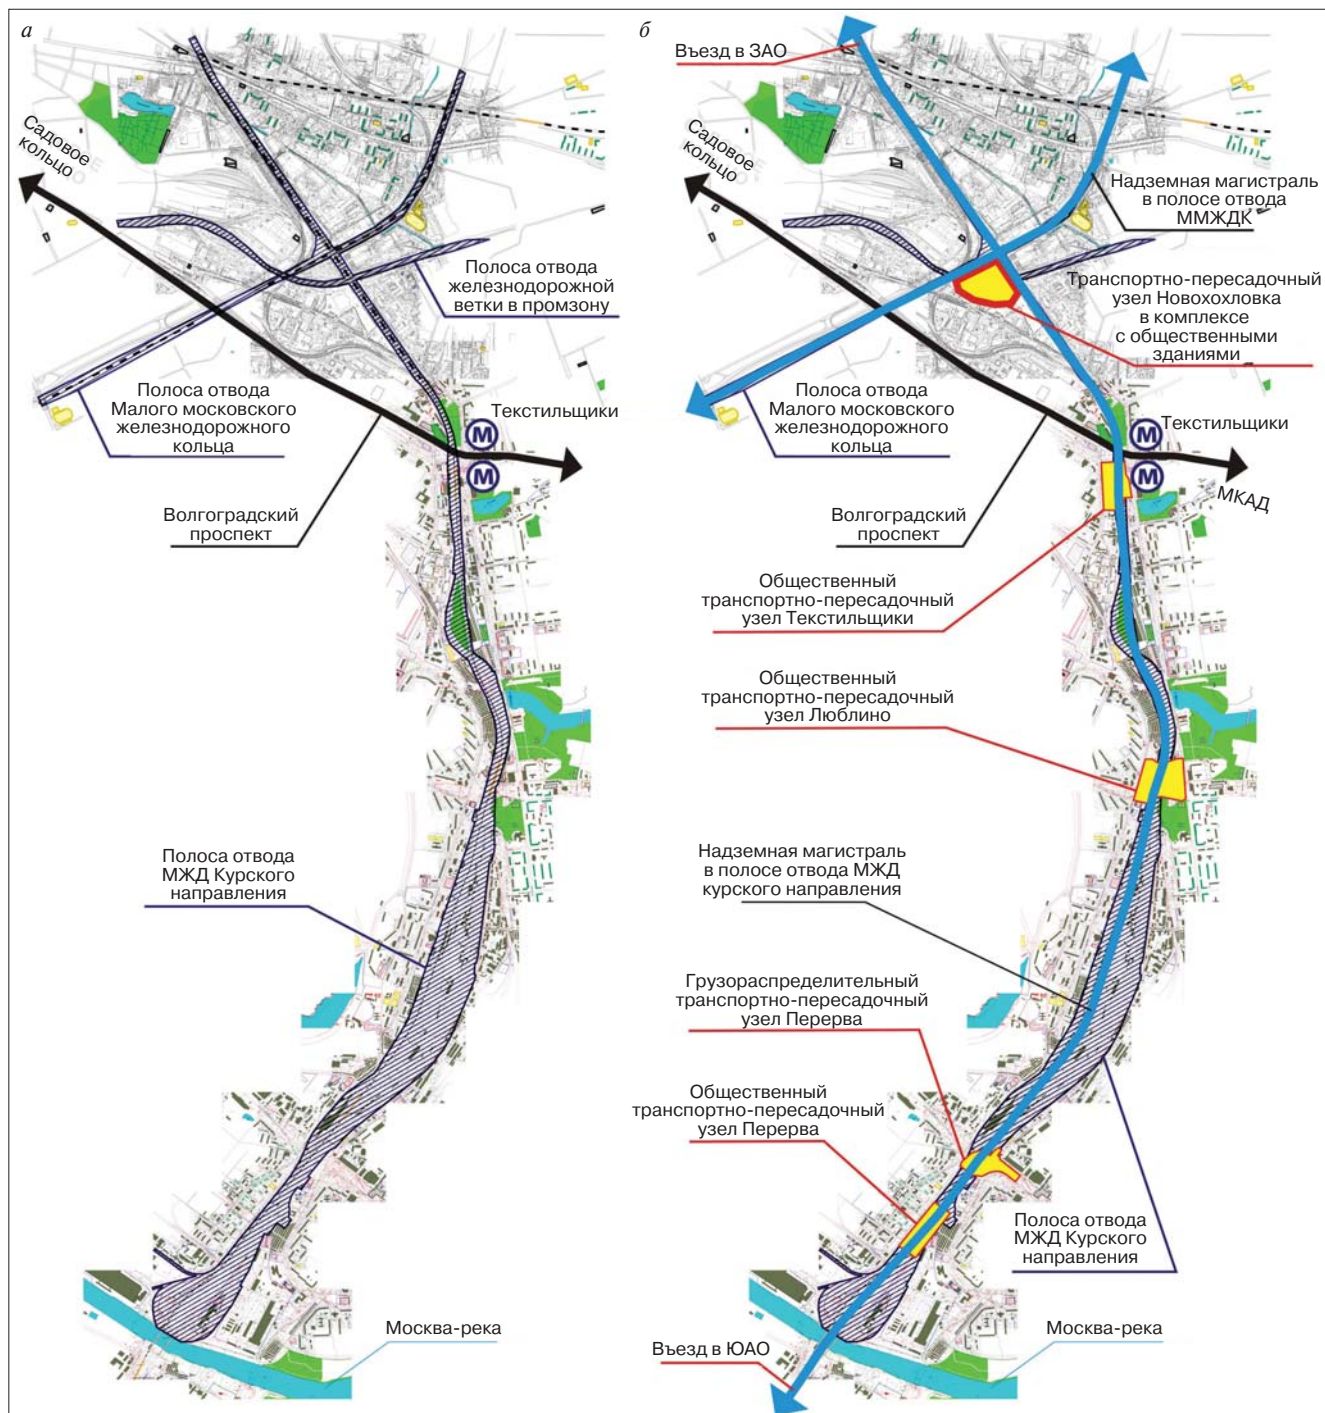 а
Садовое
кольцо
Полоса отвода
железнодорожной
ветки в промзону
Полоса отвода
Малого московского
железнодорожного
кольца
Текстильщики
М
М
Волгоградский
проспект
Полоса отвода
МЖД Курского
направления
Москва-река
б
Въезд в ЗАО
Садовое
кольцо
Надземная магистраль
в полосе отвода
ММЖДК
Транспортно-пересадочный
узел Новохохловка
в комплексе
с общественными
зданиями
Полоса отвода
Малого московского
железнодорожного
кольца
Текстильщики
М
М
МКАД
Волгоградский
проспект
Общественный
транспортно-пересадочный
узел Текстильщики
Общественный
транспортно-пересадочный
узел Люблино
Надземная магистраль
в полосе отвода МЖД
курского направления
Грузораспределительный
транспортно-пересадочный
узел Перерва
Общественный
транспортно-пересадочный
узел Перерва
Полоса отвода
МЖД Курского
направления
Москва-река
Въезд в ЮАО